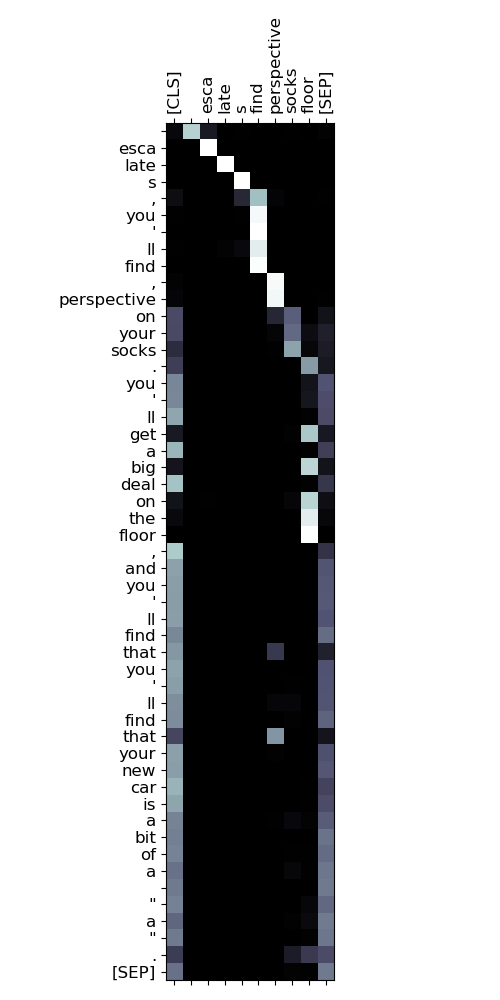 [CLS]
esca
late
s
find
perspective
socks
floor
[SEP]
esca
late
s
,
you
'
ll
find
,
perspective
on
your
socks
.
you
'
ll
get
a
big
deal
on
the
floor
,
and
you
'
ll
find
that
you
'
ll
find
that
your
new
car
is
a
bit
of
a
"
a
"
.
[SEP]